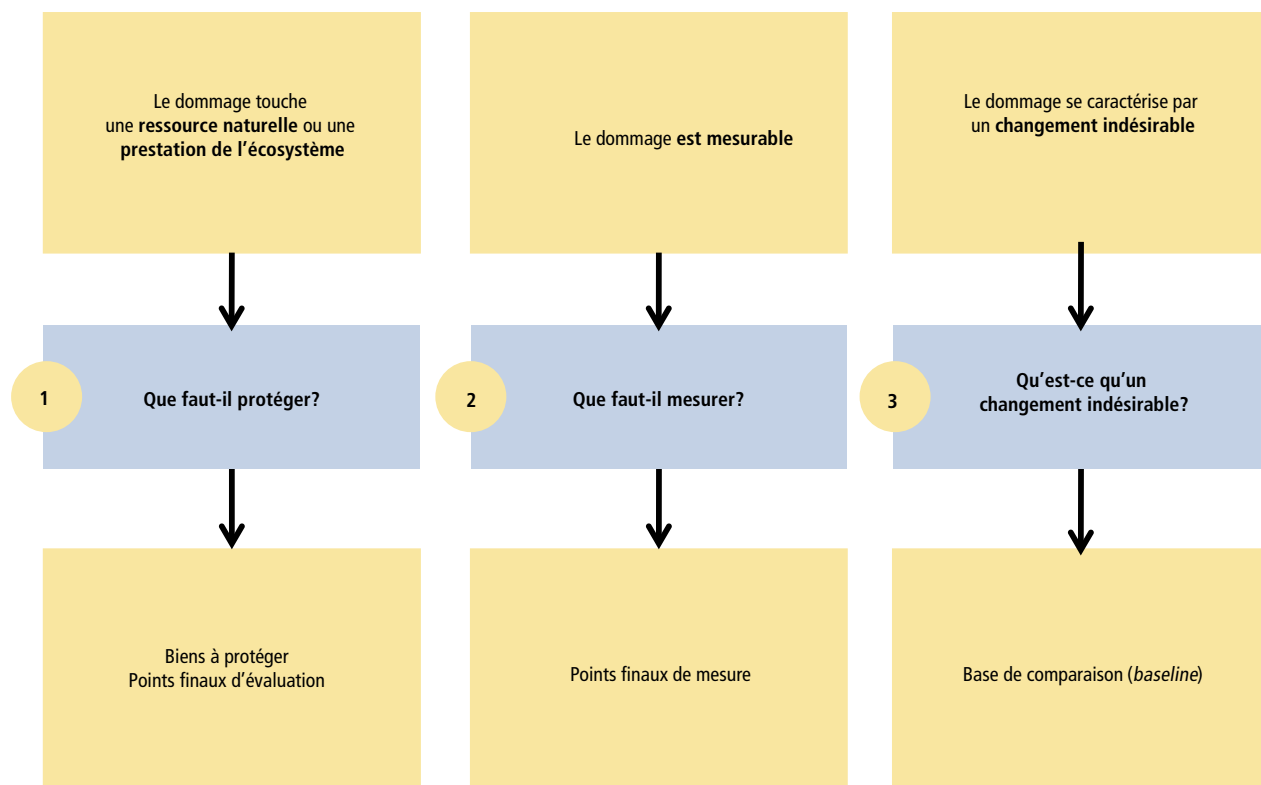 Le dommage touche
une ressource naturelle ou une
prestation de l'écosystème
Le dommage est mesurable
Le dommage se caractérise par
un changement indésirable
1
Que faut-il protéger?
2
Que faut-il mesurer?
3
Qu'est-ce qu'un
changement indésirable?
Biens à protéger
Points finaux d'évaluation
Points finaux de mesure
Base de comparaison (baseline)